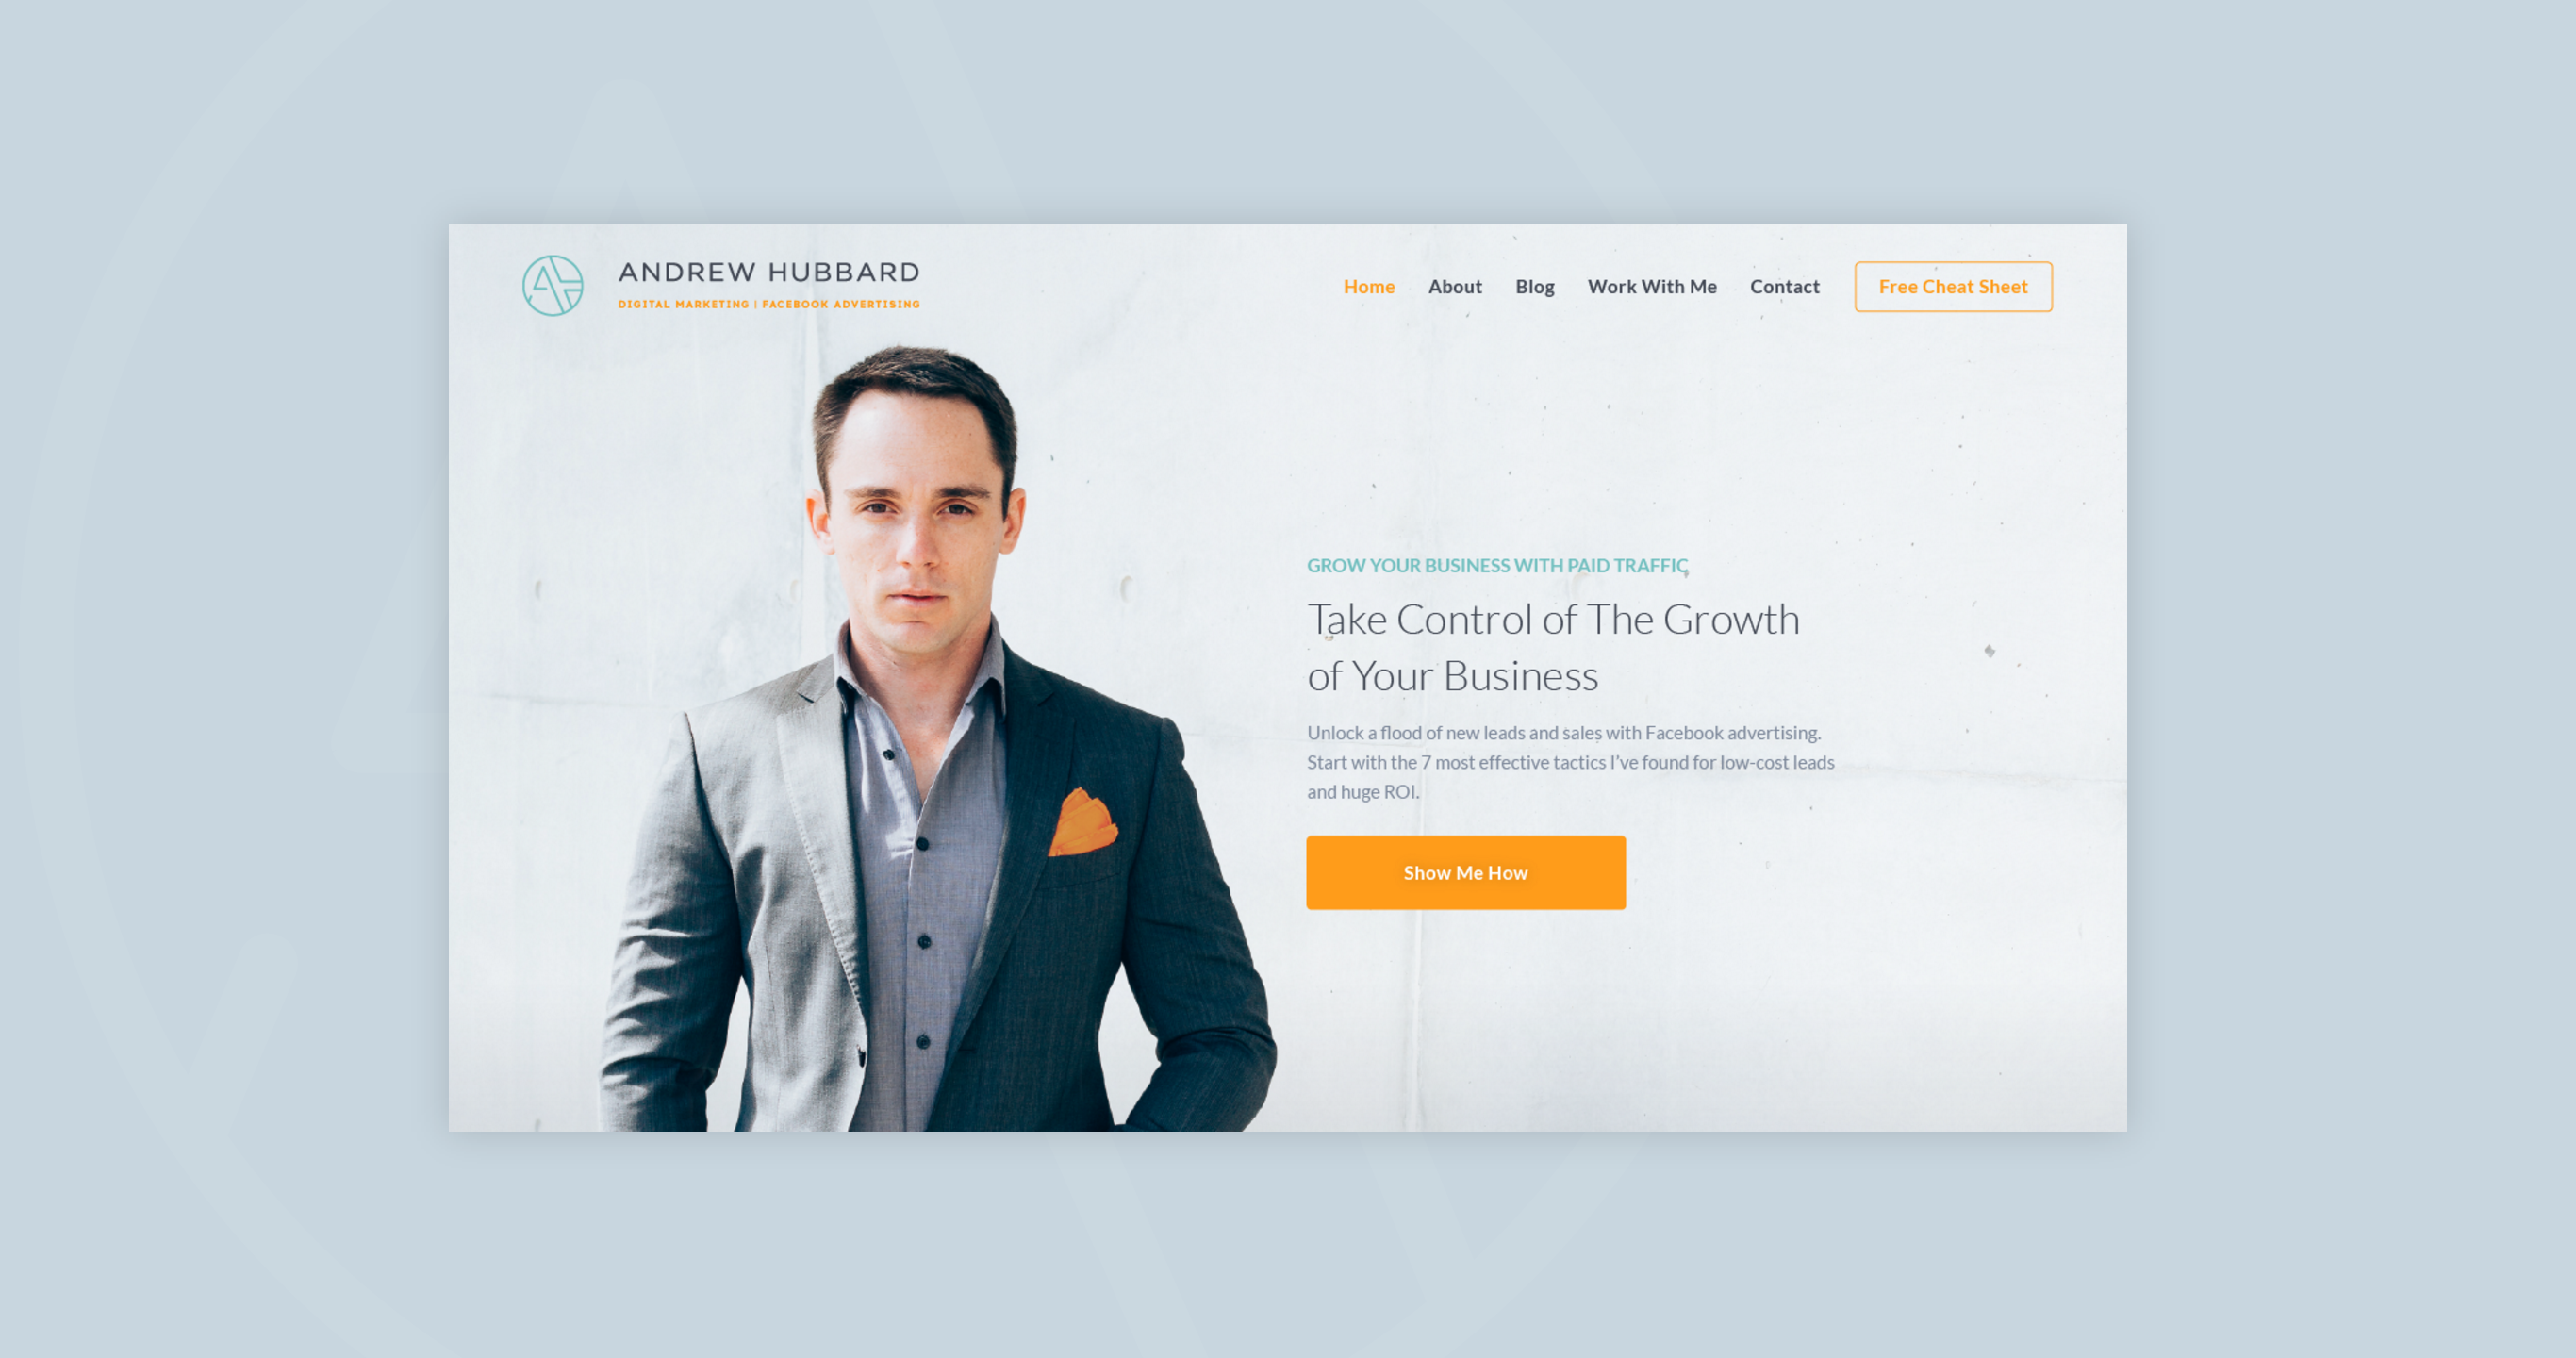 ANDREW HUBBARD
DIGITAL MARKETING | FACEBOOK ADVERTISING
Home About Blog Work With Me Contact Free Cheat Sheet
GROW YOUR BUSINESS WITH PAID TRAFFIC
Take Control of The Growth
of Your Business
Unlock a flood of new leads and sales with Facebook advertising.
Start with the 7 most effective tactics I've found for low-cost leads
and huge ROI.
Show Me How